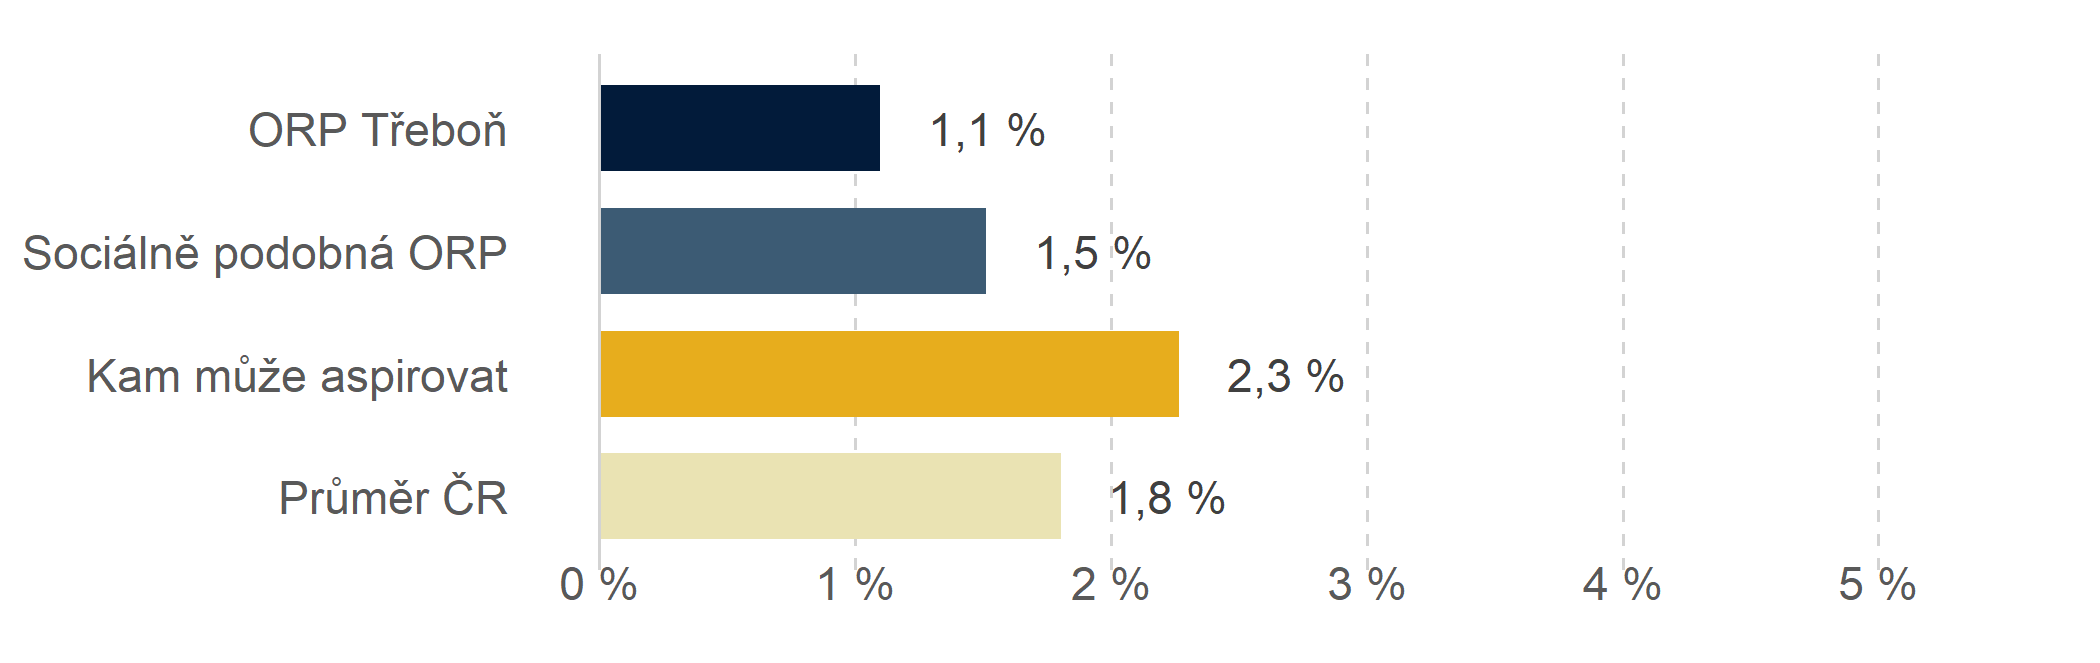 ORP Třeboň
1,1 %
Sociálně podobná ORP
1,5 %
Kam může aspirovat
2,3 %
Průměr ČR
1,8 %
0 % 1 % 2 % 3 % 4 % 5 %